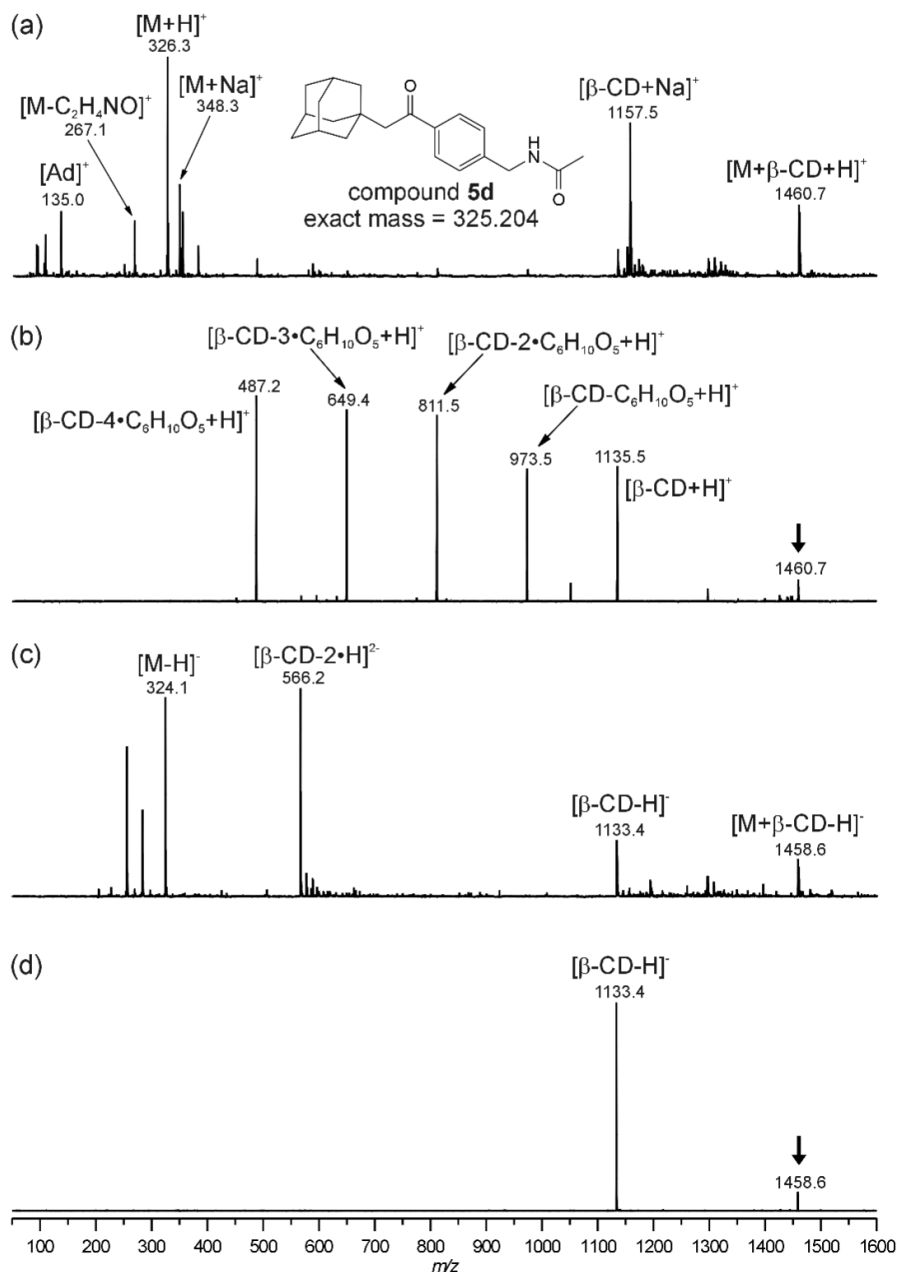 (a)
[M+H]⁺
326.3
[M+Na]⁺
348.3
[M-C₂H₄NO]⁺
267.1
[Ad]⁺
135.0
O
H
N
O
compound 5d
exact mass = 325.204
[β-CD+Na]⁺
1157.5
[M+β-CD+H]⁺
1460.7
(b)
[β-CD-3•C₆H₁₀O₅+H]⁺
[β-CD-2•C₆H₁₀O₅+H]⁺
[β-CD-C₆H₁₀O₅+H]⁺
[β-CD-4•C₆H₁₀O₅+H]⁺
487.2
649.4
811.5
973.5
1135.5
[β-CD+H]⁺
1460.7
(c)
[M-H]⁻
324.1
[β-CD-2•H]²⁻
566.2
[β-CD-H]⁻
1133.4
[M+β-CD-H]⁻
1458.6
(d)
[β-CD-H]⁻
1133.4
1458.6
100 200 300 400 500 600 700 800 900 1000 1100 1200 1300 1400 1500 1600
m/z